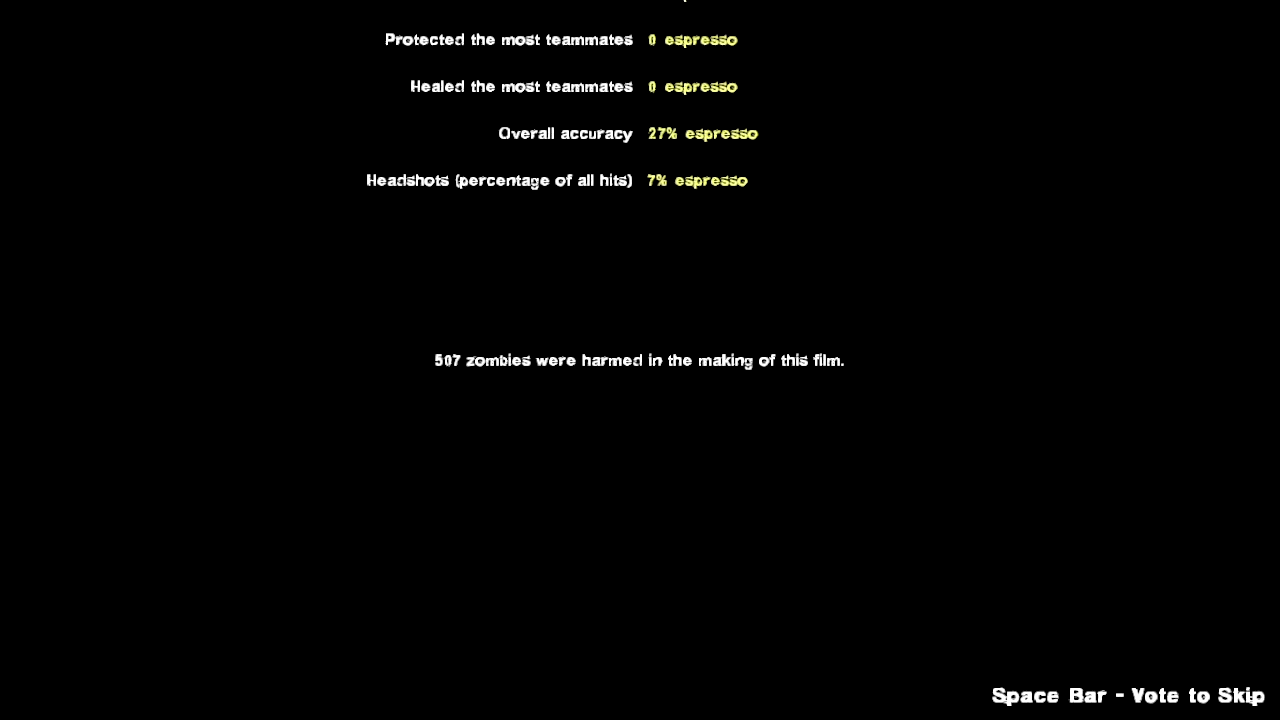 Protected the most teammates 0 espresso
Healed the most teammates 0 espresso
Overall accuracy 27% espresso
Headshots (percentage of all hits) 7% espresso
507 zombies were harmed in the making of this film.
Space Bar - Vote to Skip